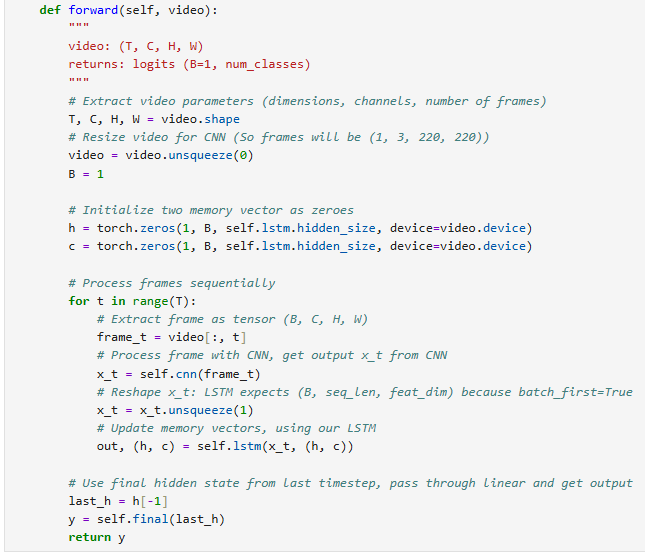 def forward(self, video):
"""
video: (T, C, H, W)
returns: logits (B=1, num_classes)
"""
# Extract video parameters (dimensions, channels, number of frames)
T, C, H, W = video.shape
# Resize video for CNN (So frames will be (1, 3, 220, 220))
video = video.unsqueeze(0)
B = 1
# Initialize two memory vector as zeroes
h = torch.zeros(1, B, self.lstm.hidden_size, device=video.device)
c = torch.zeros(1, B, self.lstm.hidden_size, device=video.device)
# Process frames sequentially
for t in range(T):
# Extract frame as tensor (B, C, H, W)
frame_t = video[:, t]
# Process frame with CNN, get output x_t from CNN
x_t = self.cnn(frame_t)
# Reshape x_t: LSTM expects (B, seq_len, feat_dim) because batch_first=True
x_t = x_t.unsqueeze(1)
# Update memory vectors, using our LSTM
out, (h, c) = self.lstm(x_t, (h, c))
# Use final hidden state from last timestep, pass through linear and get output
last_h = h[-1]
y = self.final(last_h)
return y